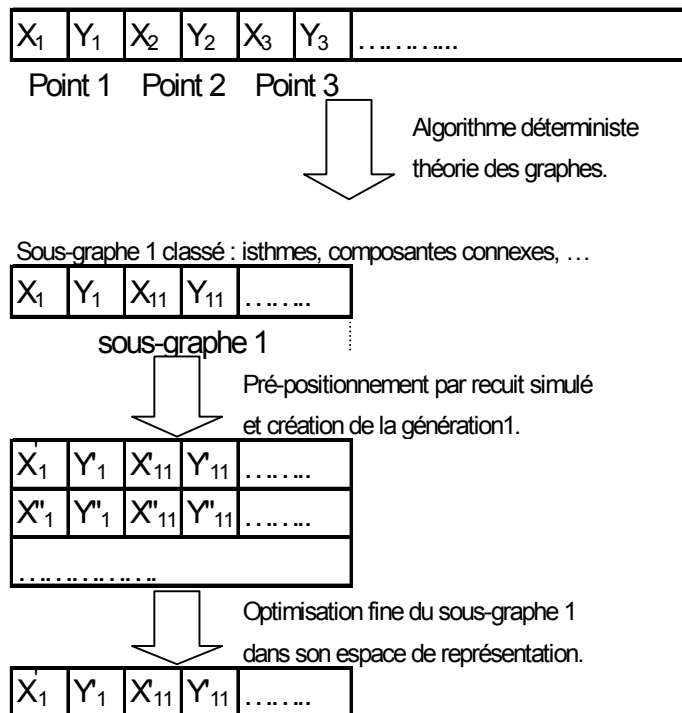 X₁ Y₁ X₂ Y₂ X₃ Y₃ …………...
Point 1 Point 2 Point 3
Algorithme déterministe
théorie des graphes.
Sous-graphe 1 classé : isthmes, composantes connexes, …
X₁ Y₁ X₁₁ Y₁₁ ……..
sous-graphe 1
Pré-positionnement par recuit simulé
et création de la génération1.
X'₁ Y'₁ X'₁₁ Y'₁₁ ……..
X"₁ Y"₁ X"₁₁ Y"₁₁ ……..
…………….
Optimisation fine du sous-graphe 1
dans son espace de représentation.
X'₁ Y'₁ X'₁₁ Y'₁₁ ……..